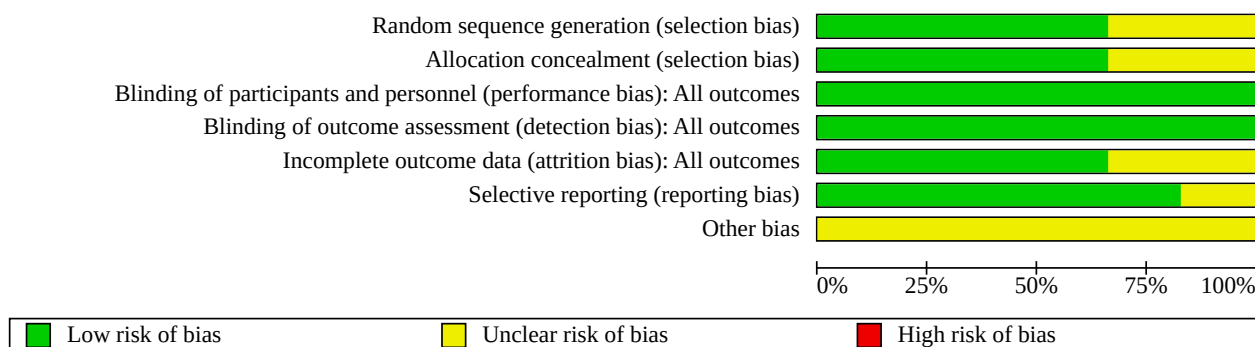 Random sequence generation (selection bias)
Allocation concealment (selection bias)
Blinding of participants and personnel (performance bias): All outcomes
Blinding of outcome assessment (detection bias): All outcomes
Incomplete outcome data (attrition bias): All outcomes
Selective reporting (reporting bias)
Other bias
0% 25% 50% 75% 100%
Low risk of bias Unclear risk of bias High risk of bias